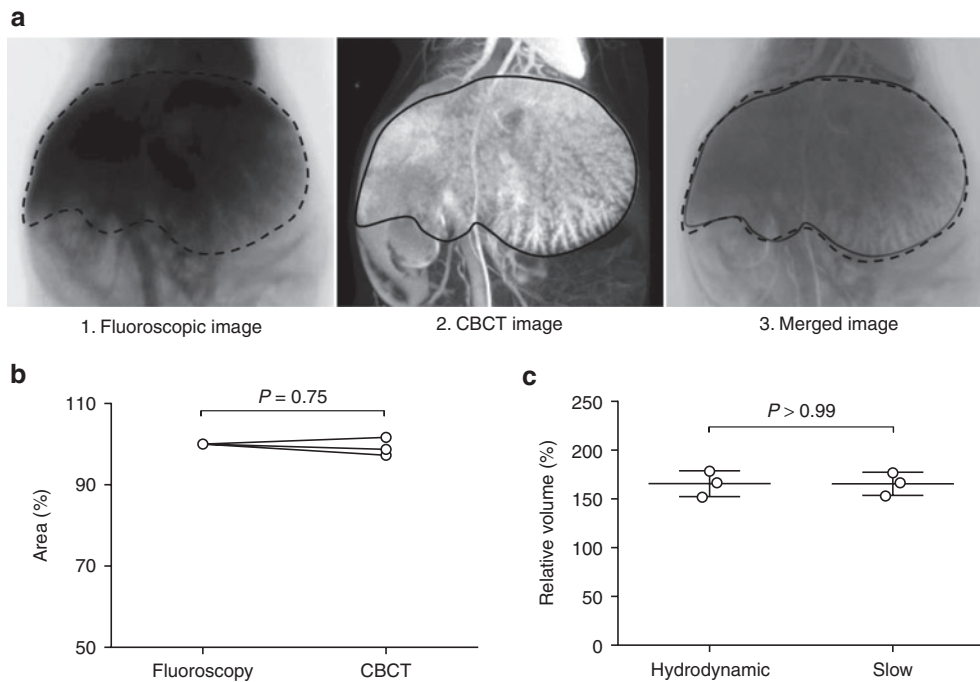 a
1. Fluoroscopic image
2. CBCT image
3. Merged image
b
P = 0.75
110
90
70
50
Area (%)
Fluoroscopy
CBCT
c
P > 0.99
250
200
150
100
50
0
Relative volume (%)
Hydrodynamic
Slow